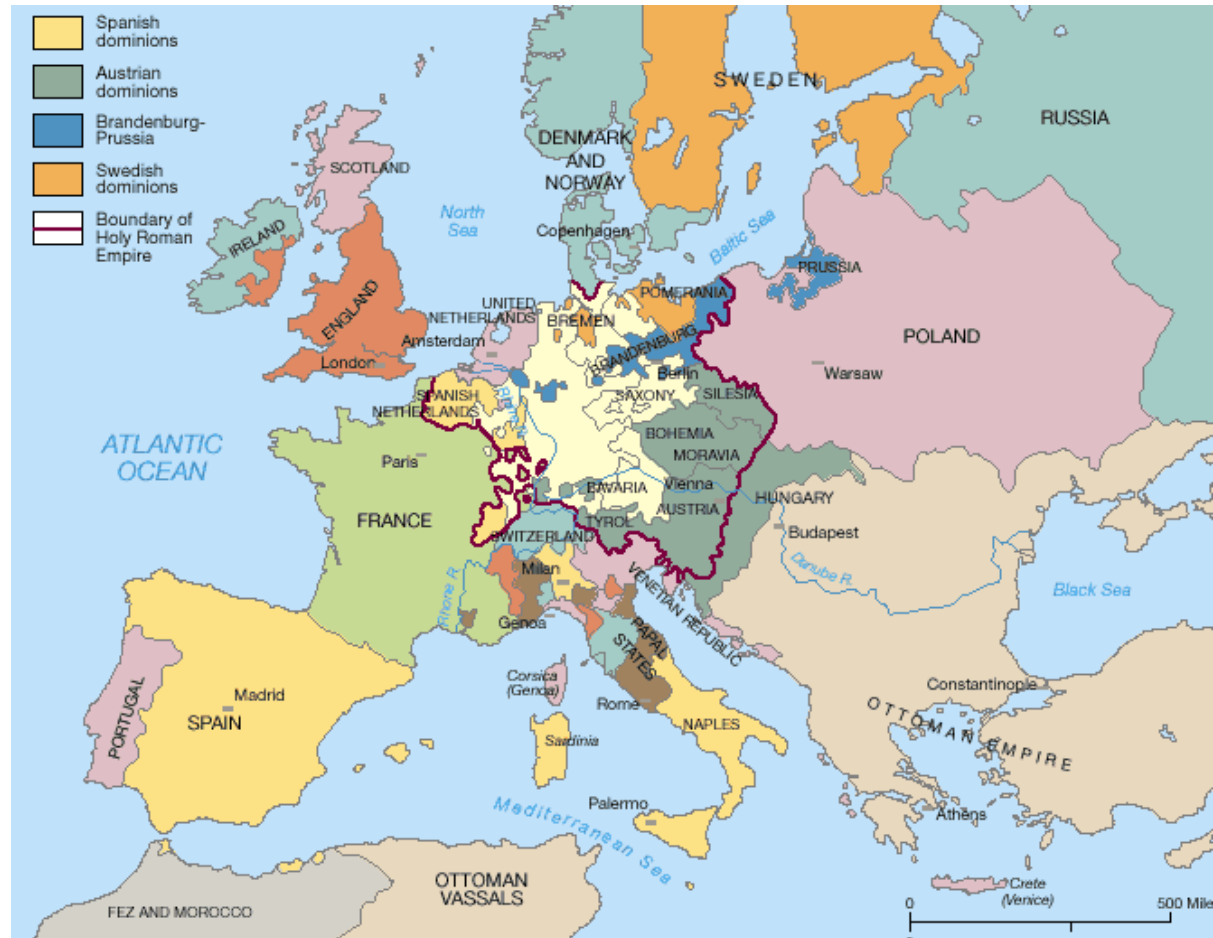 Spanish
dominions
Austrian
dominions
Brandenburg-
Prussia
Swedish
dominions
Boundary of
Holy Roman
Empire
SWEDEN
RUSSIA
DENMARK
AND
NORWAY
SCOTLAND
North
Sea
IRELAND
Copenhagen
Baltic Sea
PRUSSIA
ENGLAND
UNITED
NETHERLANDS
POMERANIA
BREMEN
Amsterdam
BRANDENBURG
POLAND
London
Berlin
Warsaw
SPANISH
NETHERLANDS
Rhine R.
SAXONY
SILESIA
ATLANTIC
OCEAN
BOHEMIA
Paris
MORAVIA
Vienna
BAVARIA
HUNGARY
AUSTRIA
FRANCE
TYROL
SWITZERLAND
Budapest
Milan
Danube R.
Black Sea
Rhone R.
VENETIAN REPUBLIC
Genoa
PAPAL
STATES
Corsica
(Genoa)
Constantinople
Madrid
Rome
OTTOMAN EMPIRE
PORTUGAL
SPAIN
NAPLES
Sardinia
Palermo
Athens
Mediterranean Sea
OTTOMAN
VASSALS
Crete
(Venice)
FEZ AND MOROCCO
0
500 Mile